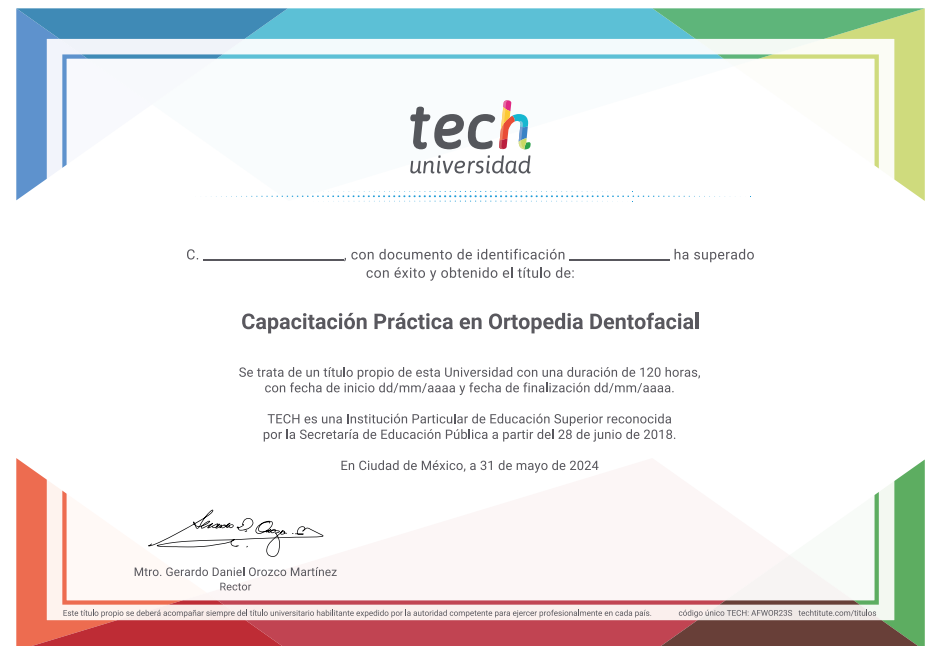 tech
universidad
C. ____________, con documento de identificación _________ ha superado
con éxito y obtenido el título de:
Capacitación Práctica en Ortopedia Dentofacial
Se trata de un título propio de esta Universidad con una duración de 120 horas,
con fecha de inicio dd/mm/aaaa y fecha de finalización dd/mm/aaaa.
TECH es una Institución Particular de Educación Superior reconocida
por la Secretaría de Educación Pública a partir del 28 de junio de 2018.
En Ciudad de México, a 31 de mayo de 2024
Mtro. Gerardo Daniel Orozco Martínez
Rector
Este título propio se deberá acompañar siempre del título universitario habilitante expedido por la autoridad competente para ejercer profesionalmente en cada país. código único TECH: AFWOR23S techtitute.com/titulos